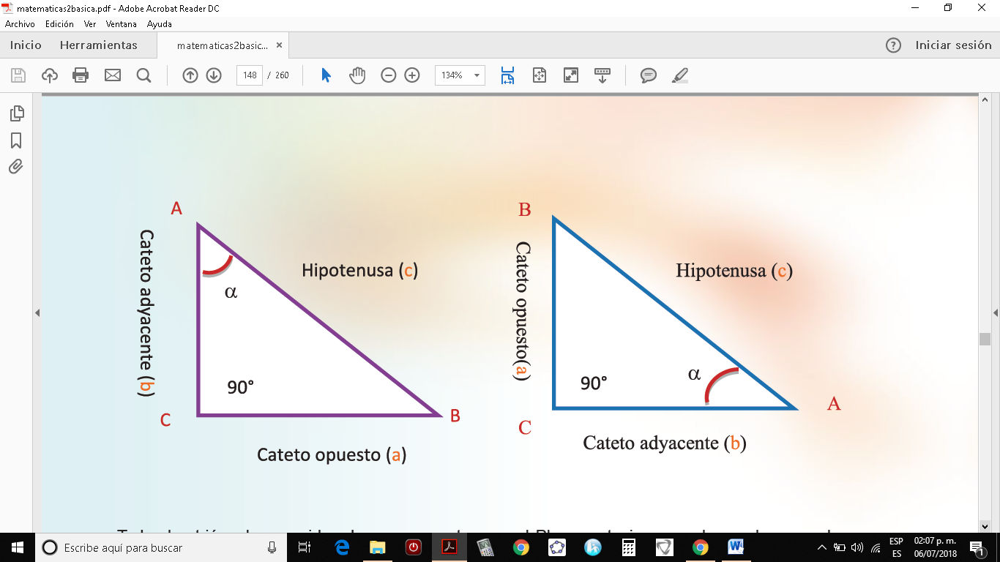 matematicas2basica.pdf - Adobe Acrobat Reader DC
Archivo Edición Ver Ventana Ayuda
Inicio Herramientas matematicas2basic... × Iniciar sesión
148 / 260 134%
A
Cateto adyacente (b)
Hipotenusa (c)
α
90°
C
B
Cateto opuesto (a)
B
Cateto opuesto(a)
Hipotenusa (c)
α
90°
A
C
Cateto adyacente (b)
Escribe aquí para buscar
ESP
ES
02:07 p. m.
06/07/2018
1